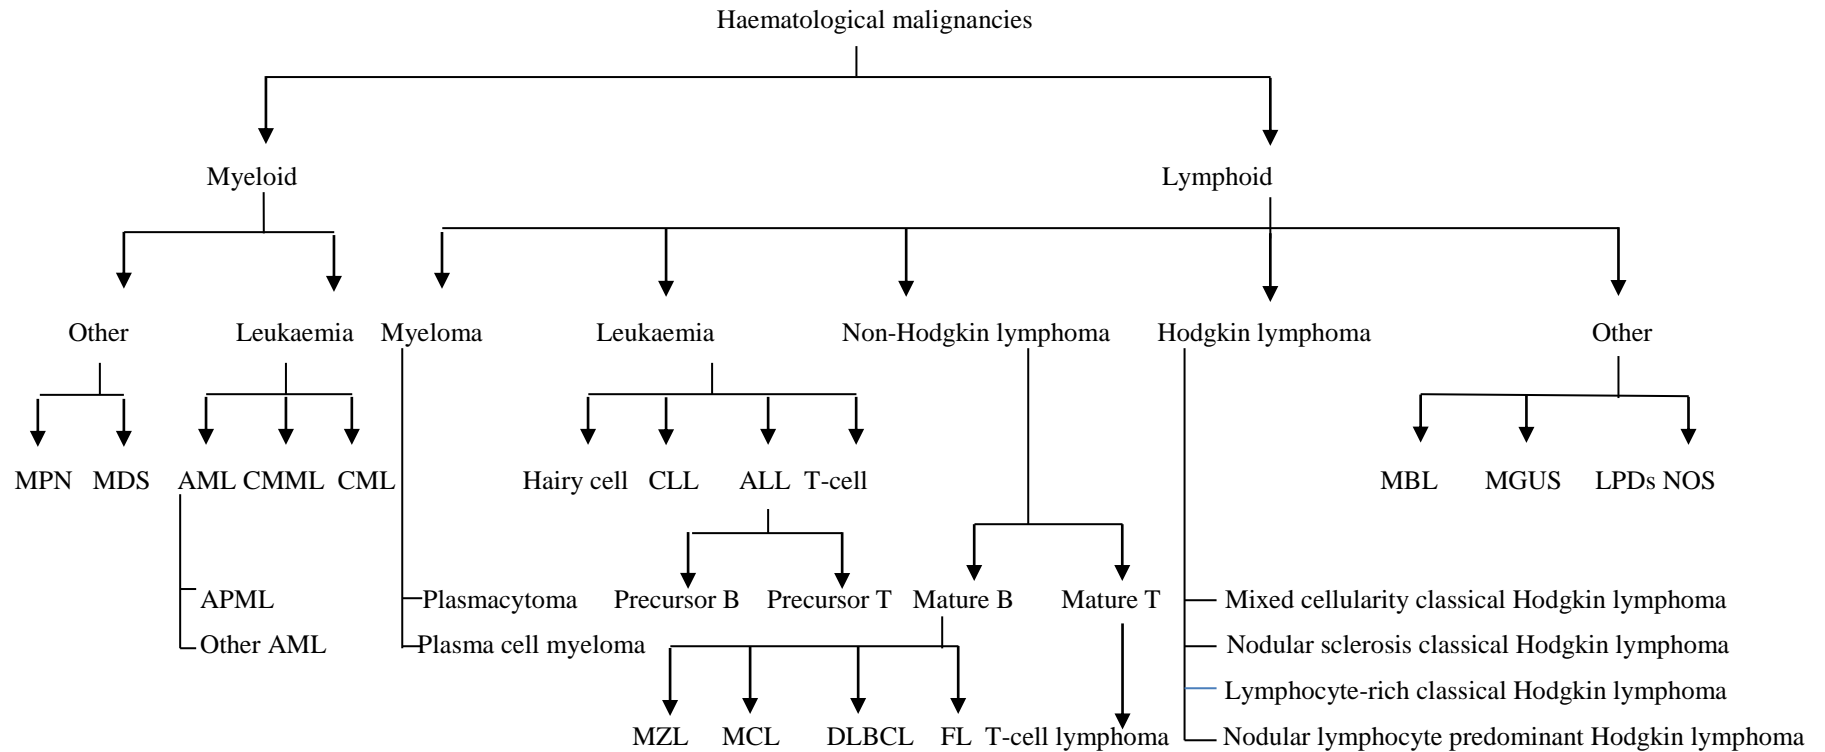 Haematological malignancies
Myeloid Lymphoid
Other Leukaemia Myeloma Leukaemia Non-Hodgkin lymphoma Hodgkin lymphoma Other
MPN MDS AML CMML CML Hairy cell CLL ALL T-cell MBL MGUS LPDs NOS
APML Plasmacytoma Precursor B Precursor T Mature B Mature T Mixed cellularity classical Hodgkin lymphoma
Other AML Plasma cell myeloma Nodular sclerosis classical Hodgkin lymphoma
Lymphocyte-rich classical Hodgkin lymphoma
MZL MCL DLBCL FL T-cell lymphoma Nodular lymphocyte predominant Hodgkin lymphoma